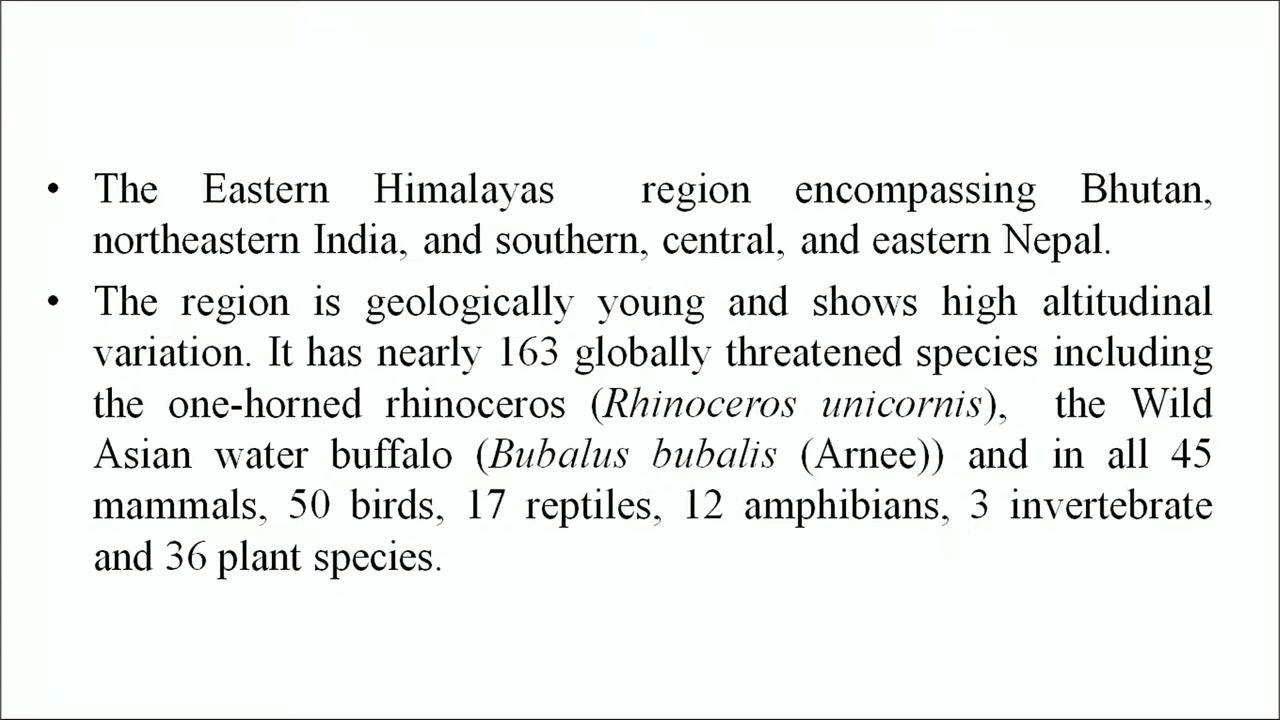 • The Eastern Himalayas region encompassing Bhutan,
northeastern India, and southern, central, and eastern Nepal.
• The region is geologically young and shows high altitudinal
variation. It has nearly 163 globally threatened species including
the one-horned rhinoceros (Rhinoceros unicornis), the Wild
Asian water buffalo (Bubalus bubalis (Arnee)) and in all 45
mammals, 50 birds, 17 reptiles, 12 amphibians, 3 invertebrate
and 36 plant species.